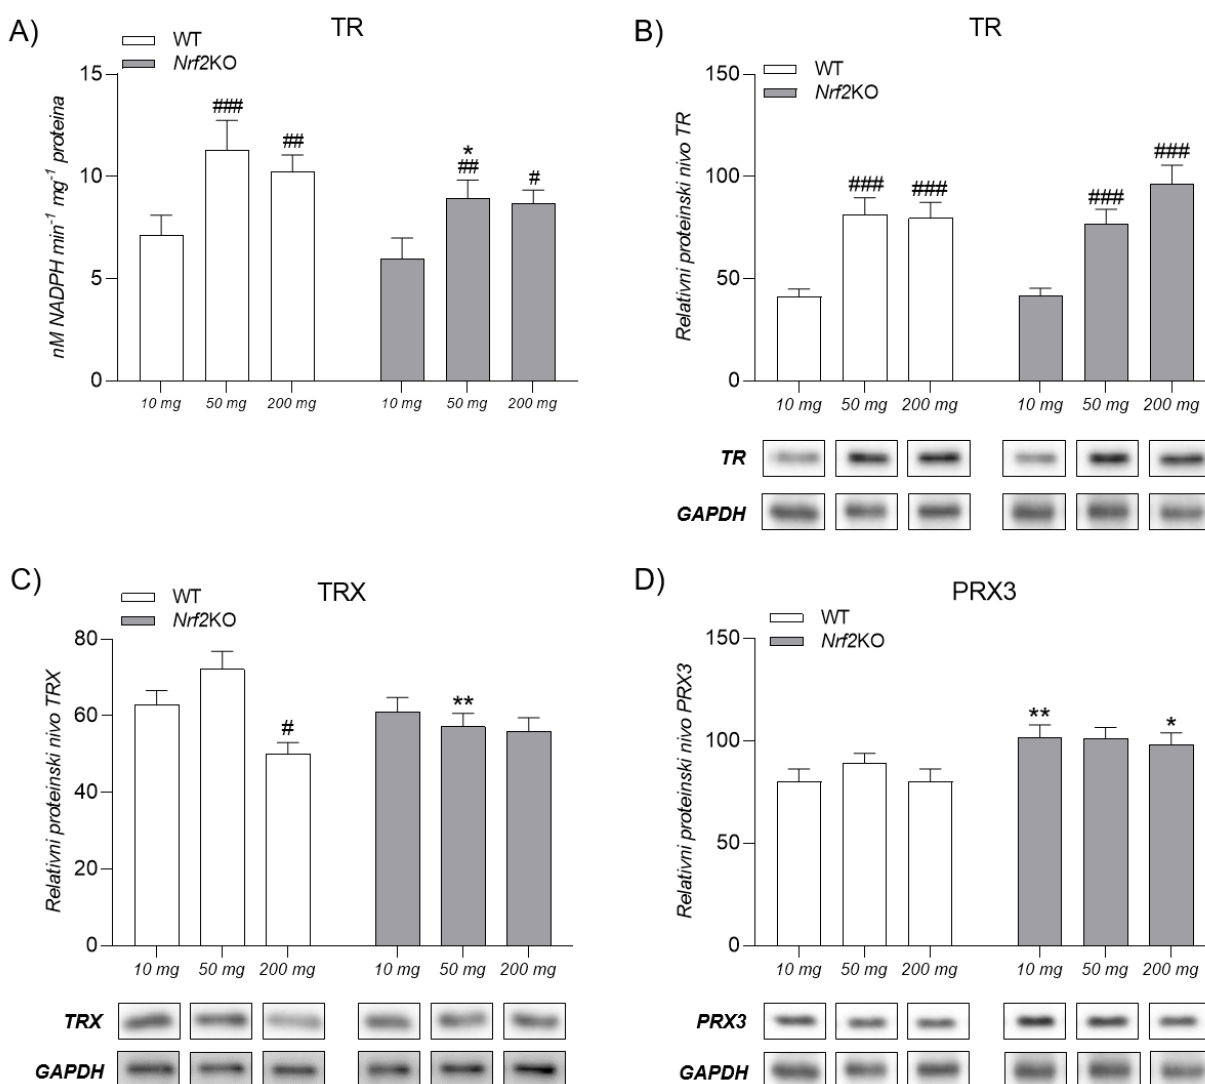 A)
TR
WT
Nrf2KO
nM NADPH min⁻¹ mg⁻¹ proteina
15
10
5
0
###
##
*
##
#
10 mg 50 mg 200 mg 10 mg 50 mg 200 mg
B)
TR
WT
Nrf2KO
Relativni proteinski nivo TR
150
100
50
0
### ### ### ###
10 mg 50 mg 200 mg 10 mg 50 mg 200 mg
TR
GAPDH
C)
TRX
WT
Nrf2KO
Relativni proteinski nivo TRX
80
60
40
20
0
# **
10 mg 50 mg 200 mg 10 mg 50 mg 200 mg
TRX
GAPDH
D)
PRX3
WT
Nrf2KO
Relativni proteinski nivo PRX3
150
100
50
0
** *
10 mg 50 mg 200 mg 10 mg 50 mg 200 mg
PRX3
GAPDH